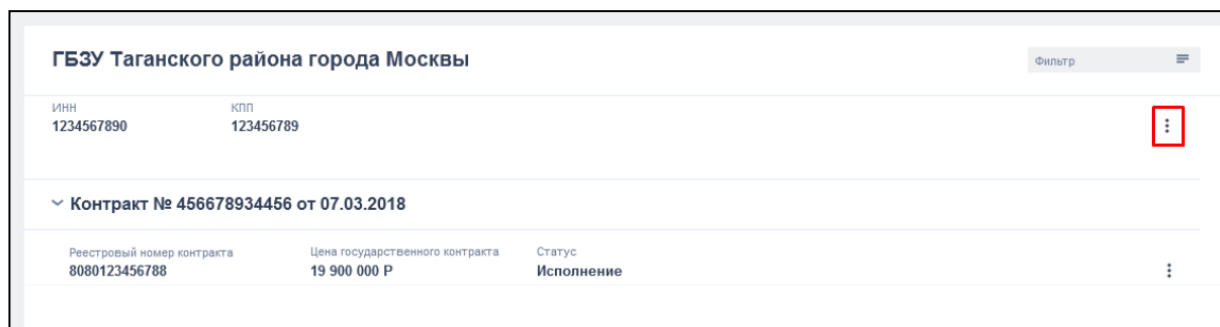 ГБЗУ Таганского района города Москвы
Фильтр
ИНН КПП
1234567890 123456789
Контракт № 456678934456 от 07.03.2018
Реестровый номер контракта Цена государственного контракта Статус
8080123456788 19 900 000 Р Исполнение